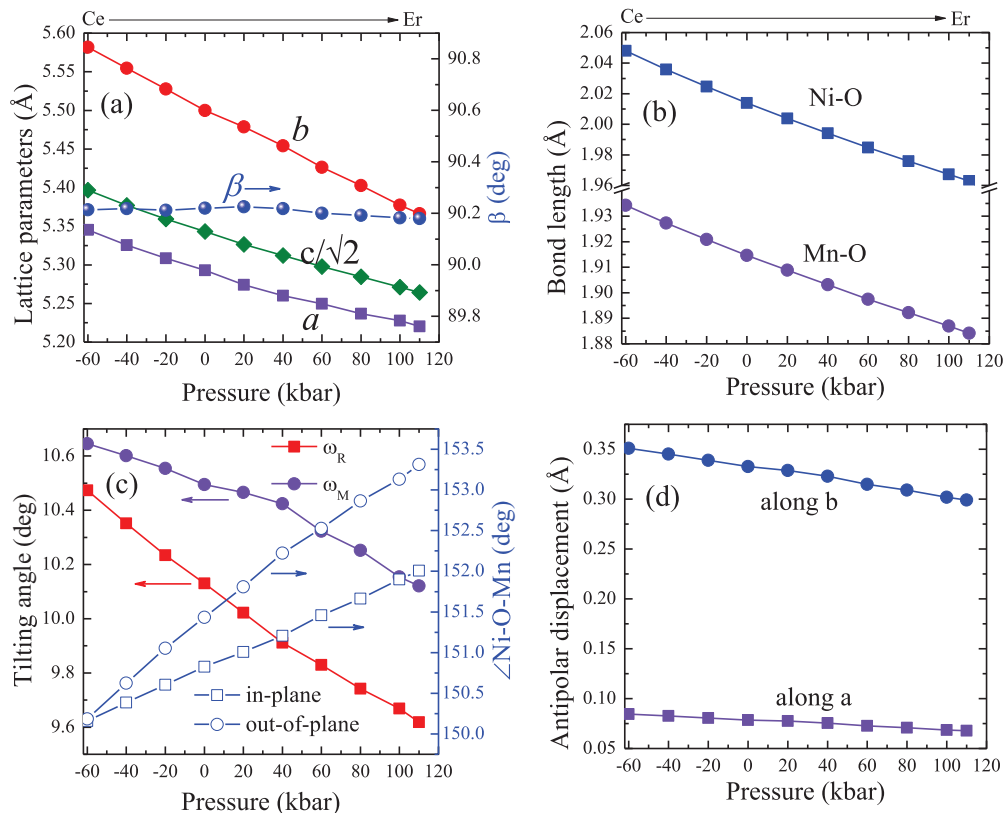 Ce Er
5.60
5.55
5.50
5.45
5.40
5.35
5.30
5.25
5.20
Lattice parameters (Å)
(a)
b
β
c/√2
a
90.8
90.6
90.4
90.2
90.0
89.8
β (deg)
-60 -40 -20 0 20 40 60 80 100 120
Pressure (kbar)
Ce Er
2.06
2.04
2.02
2.00
1.98
1.96
1.93
1.92
1.91
1.90
1.89
1.88
Bond length (Å)
(b)
Ni-O
Mn-O
-60 -40 -20 0 20 40 60 80 100 120
Pressure (kbar)
10.6
10.4
10.2
10.0
9.8
9.6
Tilting angle (deg)
(c)
ω_R
ω_M
in-plane
out-of-plane
153.5
153.0
152.5
152.0
151.5
151.0
150.5
150.0
∠Ni-O-Mn (deg)
-60 -40 -20 0 20 40 60 80 100 120
Pressure (kbar)
0.35
0.30
0.25
0.20
0.15
0.10
0.05
Antipolar displacement (Å)
(d)
along b
along a
-60 -40 -20 0 20 40 60 80 100 120
Pressure (kbar)